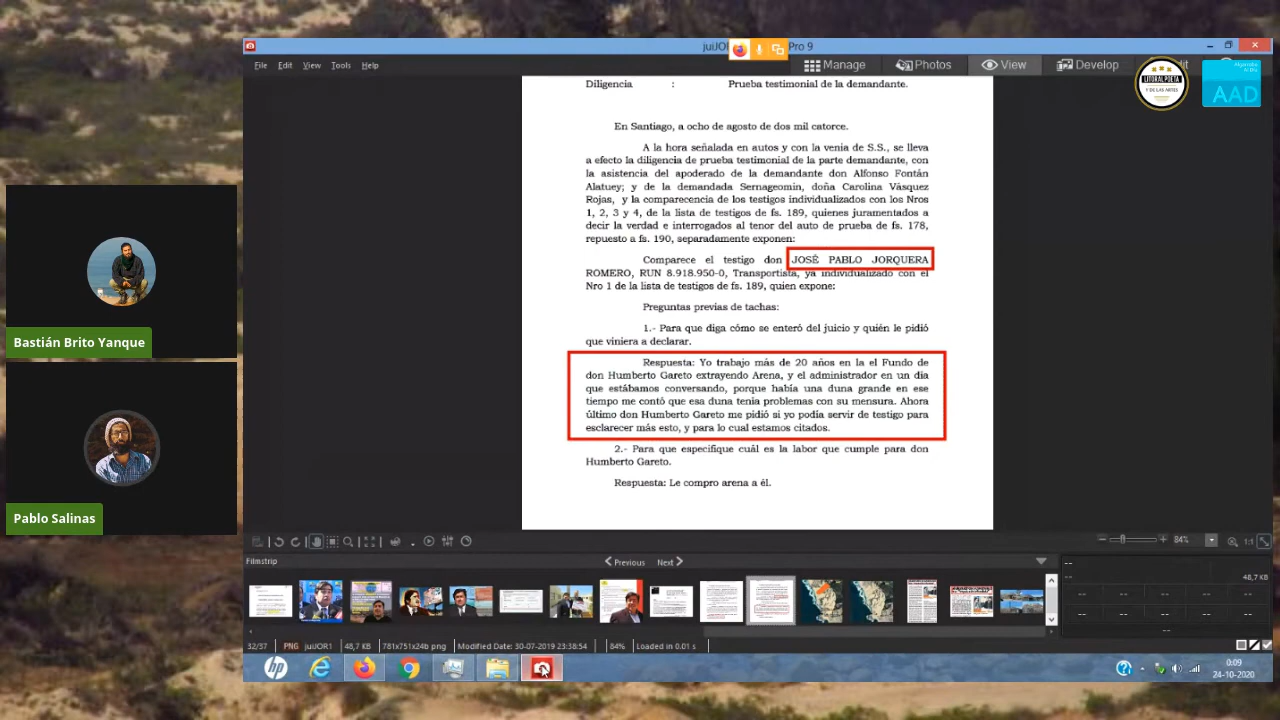 juiJO
Pro 9
File Edit View Tools Help
Manage Photos View Develop
LITORALPOETA
Y DE LAS ARTES
AAD
Diligencia : Prueba testimonial de la demandante.
En Santiago, a ocho de agosto de dos mil catorce.
A la hora señalada en autos y con la venia de S.S., se lleva
a efecto la diligencia de prueba testimonial de la parte demandante, con
la asistencia del apoderado de la demandante don Alfonso Fontán
Alatuey; y de la demandada Sernageomin, doña Carolina Vásquez
Rojas, y la comparecencia de los testigos individualizados con los Nros
1, 2, 3 y 4, de la lista de testigos de fs. 189, quienes juramentados a
decir la verdad e interrogados al tenor del auto de prueba de fs. 178,
repuesto a fs. 190, separadamente exponen:
Comparece el testigo don JOSÉ PABLO JORQUERA
ROMERO, RUN 8.918.950-0, Transportista, ya individualizado con el
Nro 1 de la lista de testigos de fs. 189, quien expone:
Preguntas previas de tachas:
1.- Para que diga cómo se enteró del juicio y quién le pidió
que viniera a declarar.
Respuesta: Yo trabajo más de 20 años en la el Fundo de
don Humberto Gareto extrayendo Arena, y el administrador en un día
que estábamos conversando, porque había una duna grande en ese
tiempo me contó que esa duna tenia problemas con su mensura. Ahora
último don Humberto Gareto me pidió si yo podía servir de testigo para
esclarecer más esto, y para lo cual estamos citados.
2.- Para que especifique cuál es la labor que cumple para don
Humberto Gareto.
Respuesta: Le compro arena a él.
Bastián Brito Yanque
Pablo Salinas
84% 1:1
Filmstrip
Previous Next
48,7 KB
32/37 PNG juiJOR1 48,7 KB 781x751x24b png Modified Date: 30-07-2019 23:38:54 84% Loaded in 0.01 s
0:09
24-10-2020